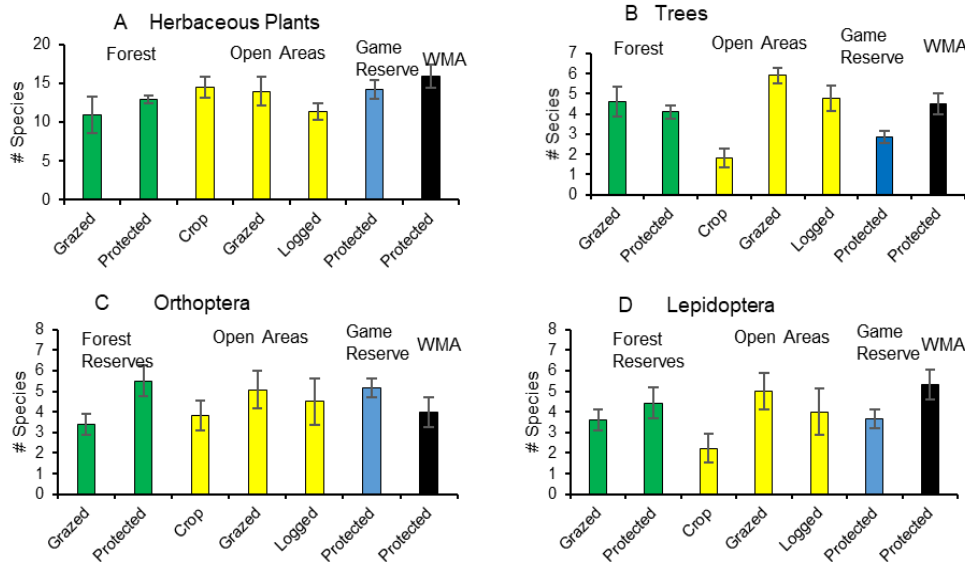 A Herbaceous Plants
Forest
Open Areas
Game
Reserve
WMA
# Species
20
15
10
5
0
Grazed
Protected
Crop
Grazed
Logged
Protected
Protected
B Trees
Forest
Open Areas
Game
Reserve
WMA
# Secies
7
6
5
4
3
2
1
0
Grazed
Protected
Crop
Grazed
Logged
Protected
Protected
C Orthoptera
Forest
Reserves
Open Areas
Game
Reserve
WMA
# Species
8
7
6
5
4
3
2
1
0
Grazed
Protected
Crop
Grazed
Logged
Protected
Protected
D Lepidoptera
Forest
Reserves
Open Areas
Game
Reserve
WMA
# Species
8
7
6
5
4
3
2
1
0
Grazed
Protected
Crop
Grazed
Logged
Protected
Protected